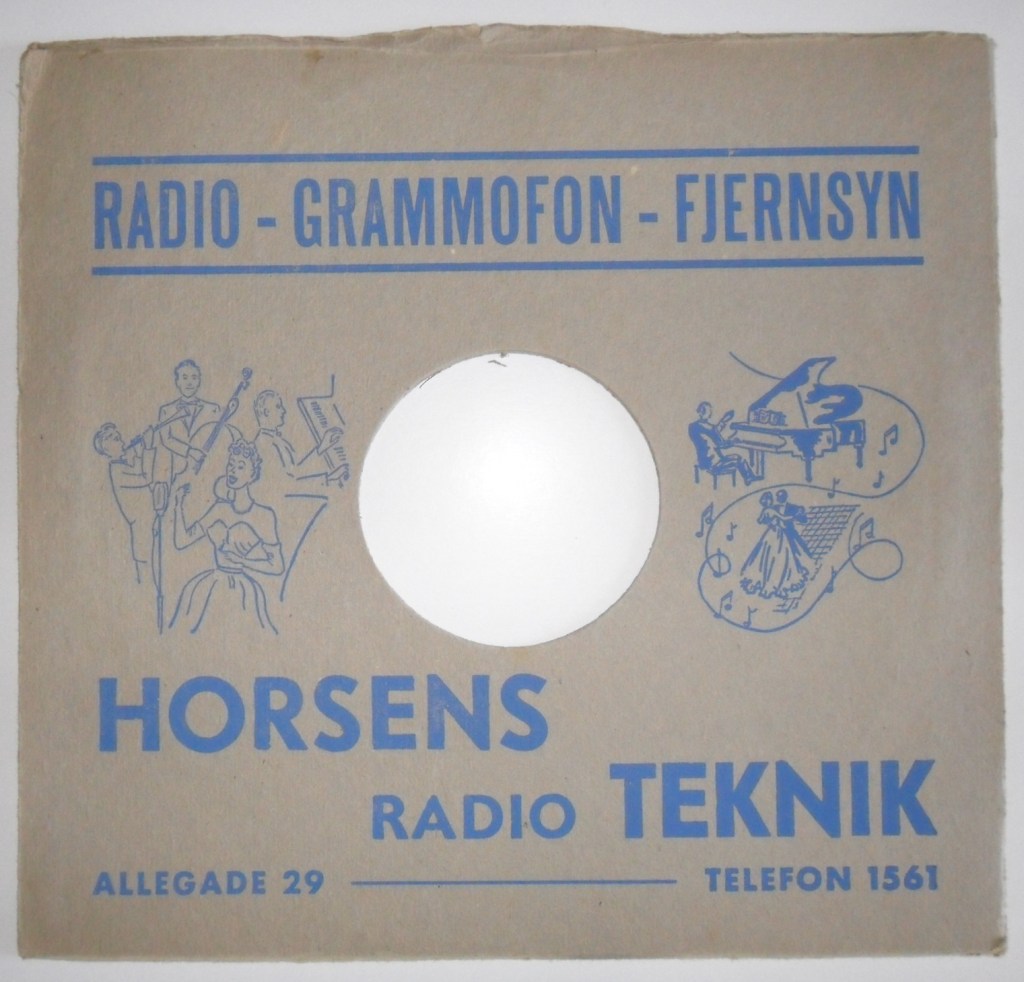 RADIO - GRAMMOFON - FJERNSYN
HORSENS
RADIO TEKNIK
ALLEGADE 29 TELEFON 1561